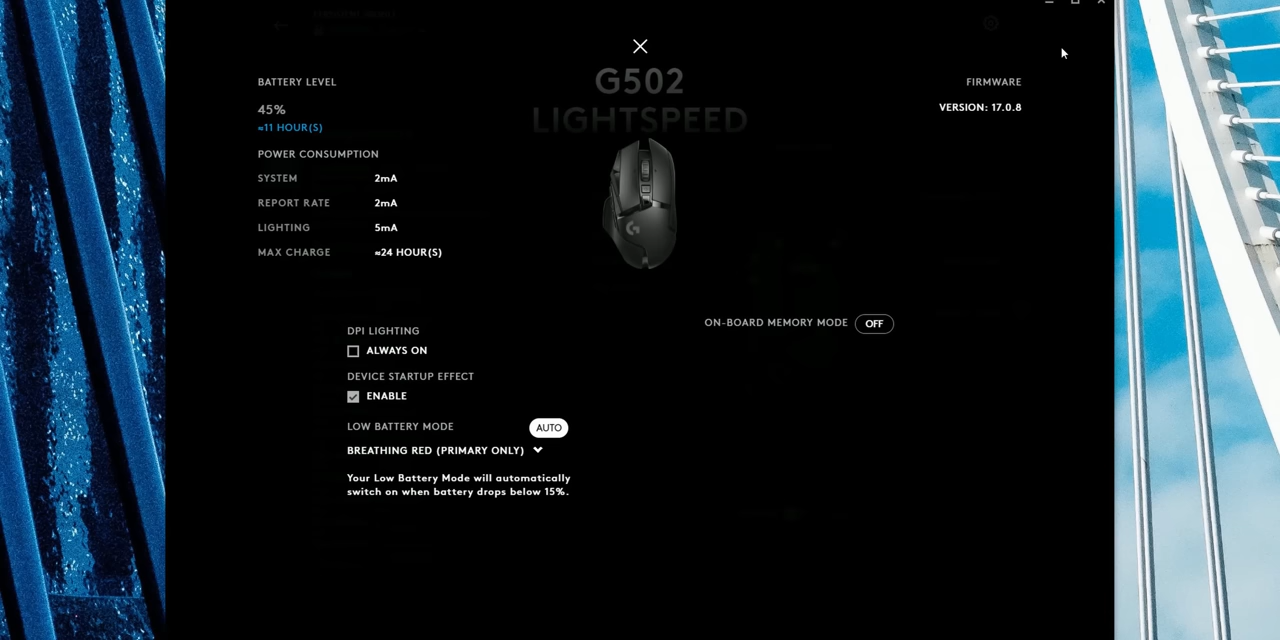 G502
LIGHTSPEED
BATTERY LEVEL
45%
≈11 HOUR(S)
POWER CONSUMPTION
SYSTEM 2mA
REPORT RATE 2mA
LIGHTING 5mA
MAX CHARGE ≈24 HOUR(S)
FIRMWARE
VERSION: 17.0.8
DPI LIGHTING
ALWAYS ON
DEVICE STARTUP EFFECT
ENABLE
LOW BATTERY MODE AUTO
BREATHING RED (PRIMARY ONLY)
Your Low Battery Mode will automatically
switch on when battery drops below 15%.
ON-BOARD MEMORY MODE OFF